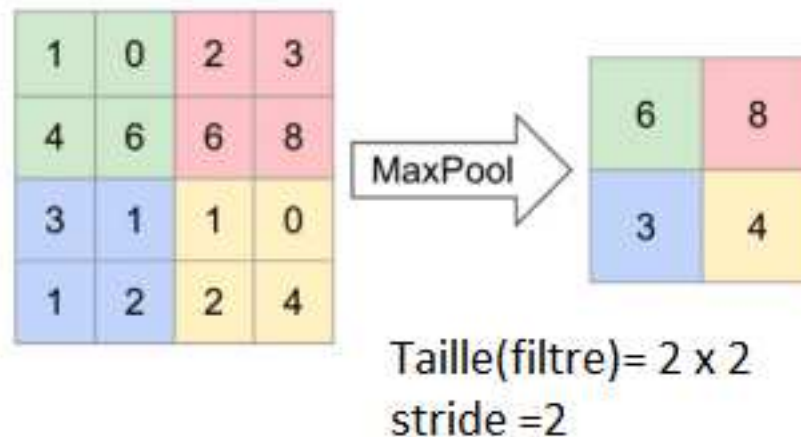 1 0 2 3
4 6 6 8
3 1 1 0
1 2 2 4
MaxPool
6 8
3 4
Taille(filtre)= 2 x 2
stride =2